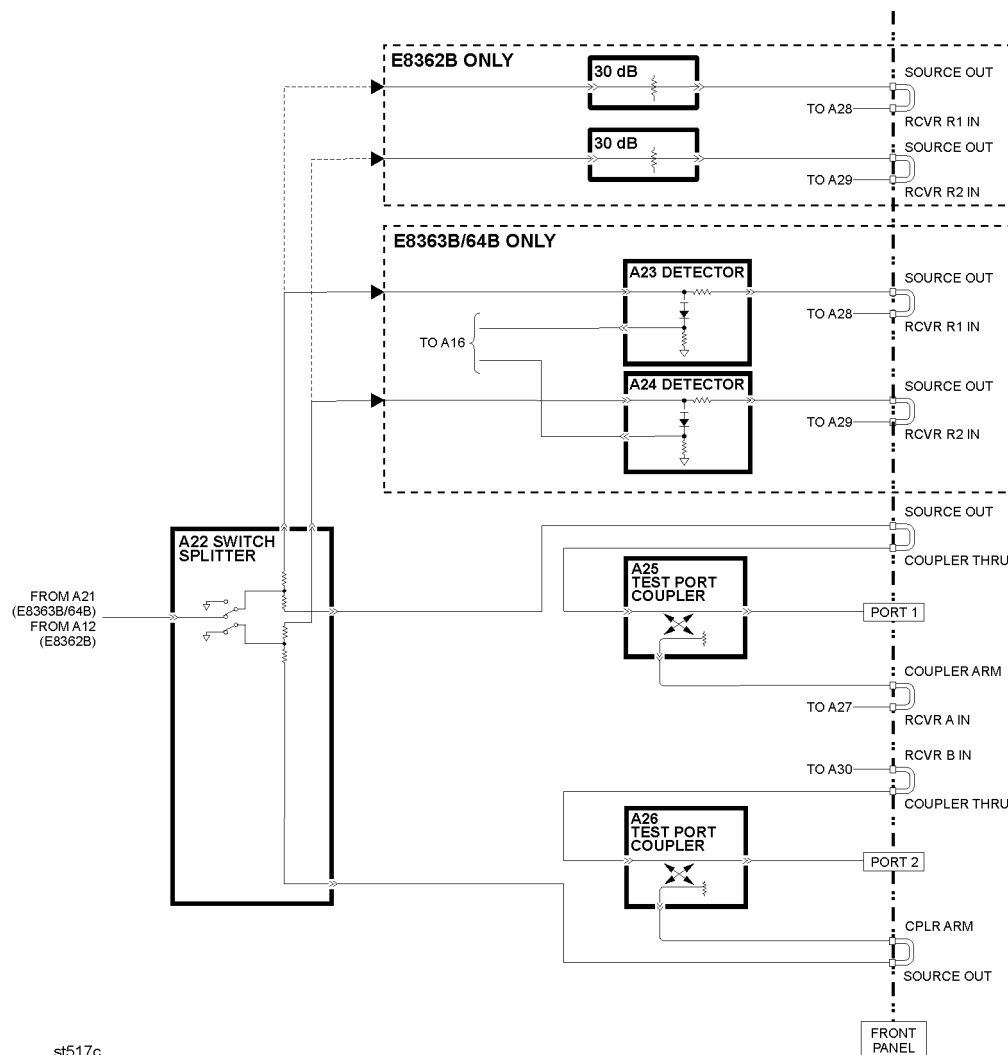 E8362B ONLY
30 dB
SOURCE OUT
TO A28
RCVR R1 IN
30 dB
SOURCE OUT
TO A29
RCVR R2 IN
E8363B/64B ONLY
A23 DETECTOR
SOURCE OUT
TO A28
RCVR R1 IN
TO A16
A24 DETECTOR
SOURCE OUT
TO A29
RCVR R2 IN
A22 SWITCH
SPLITTER
SOURCE OUT
COUPLER THRU
A25
TEST PORT
COUPLER
FROM A21
(E8363B/64B)
FROM A12
(E8362B)
PORT 1
COUPLER ARM
TO A27
RCVR A IN
RCVR B IN
TO A30
COUPLER THRU
A26
TEST PORT
COUPLER
PORT 2
CPLR ARM
SOURCE OUT
FRONT
PANEL
st517c